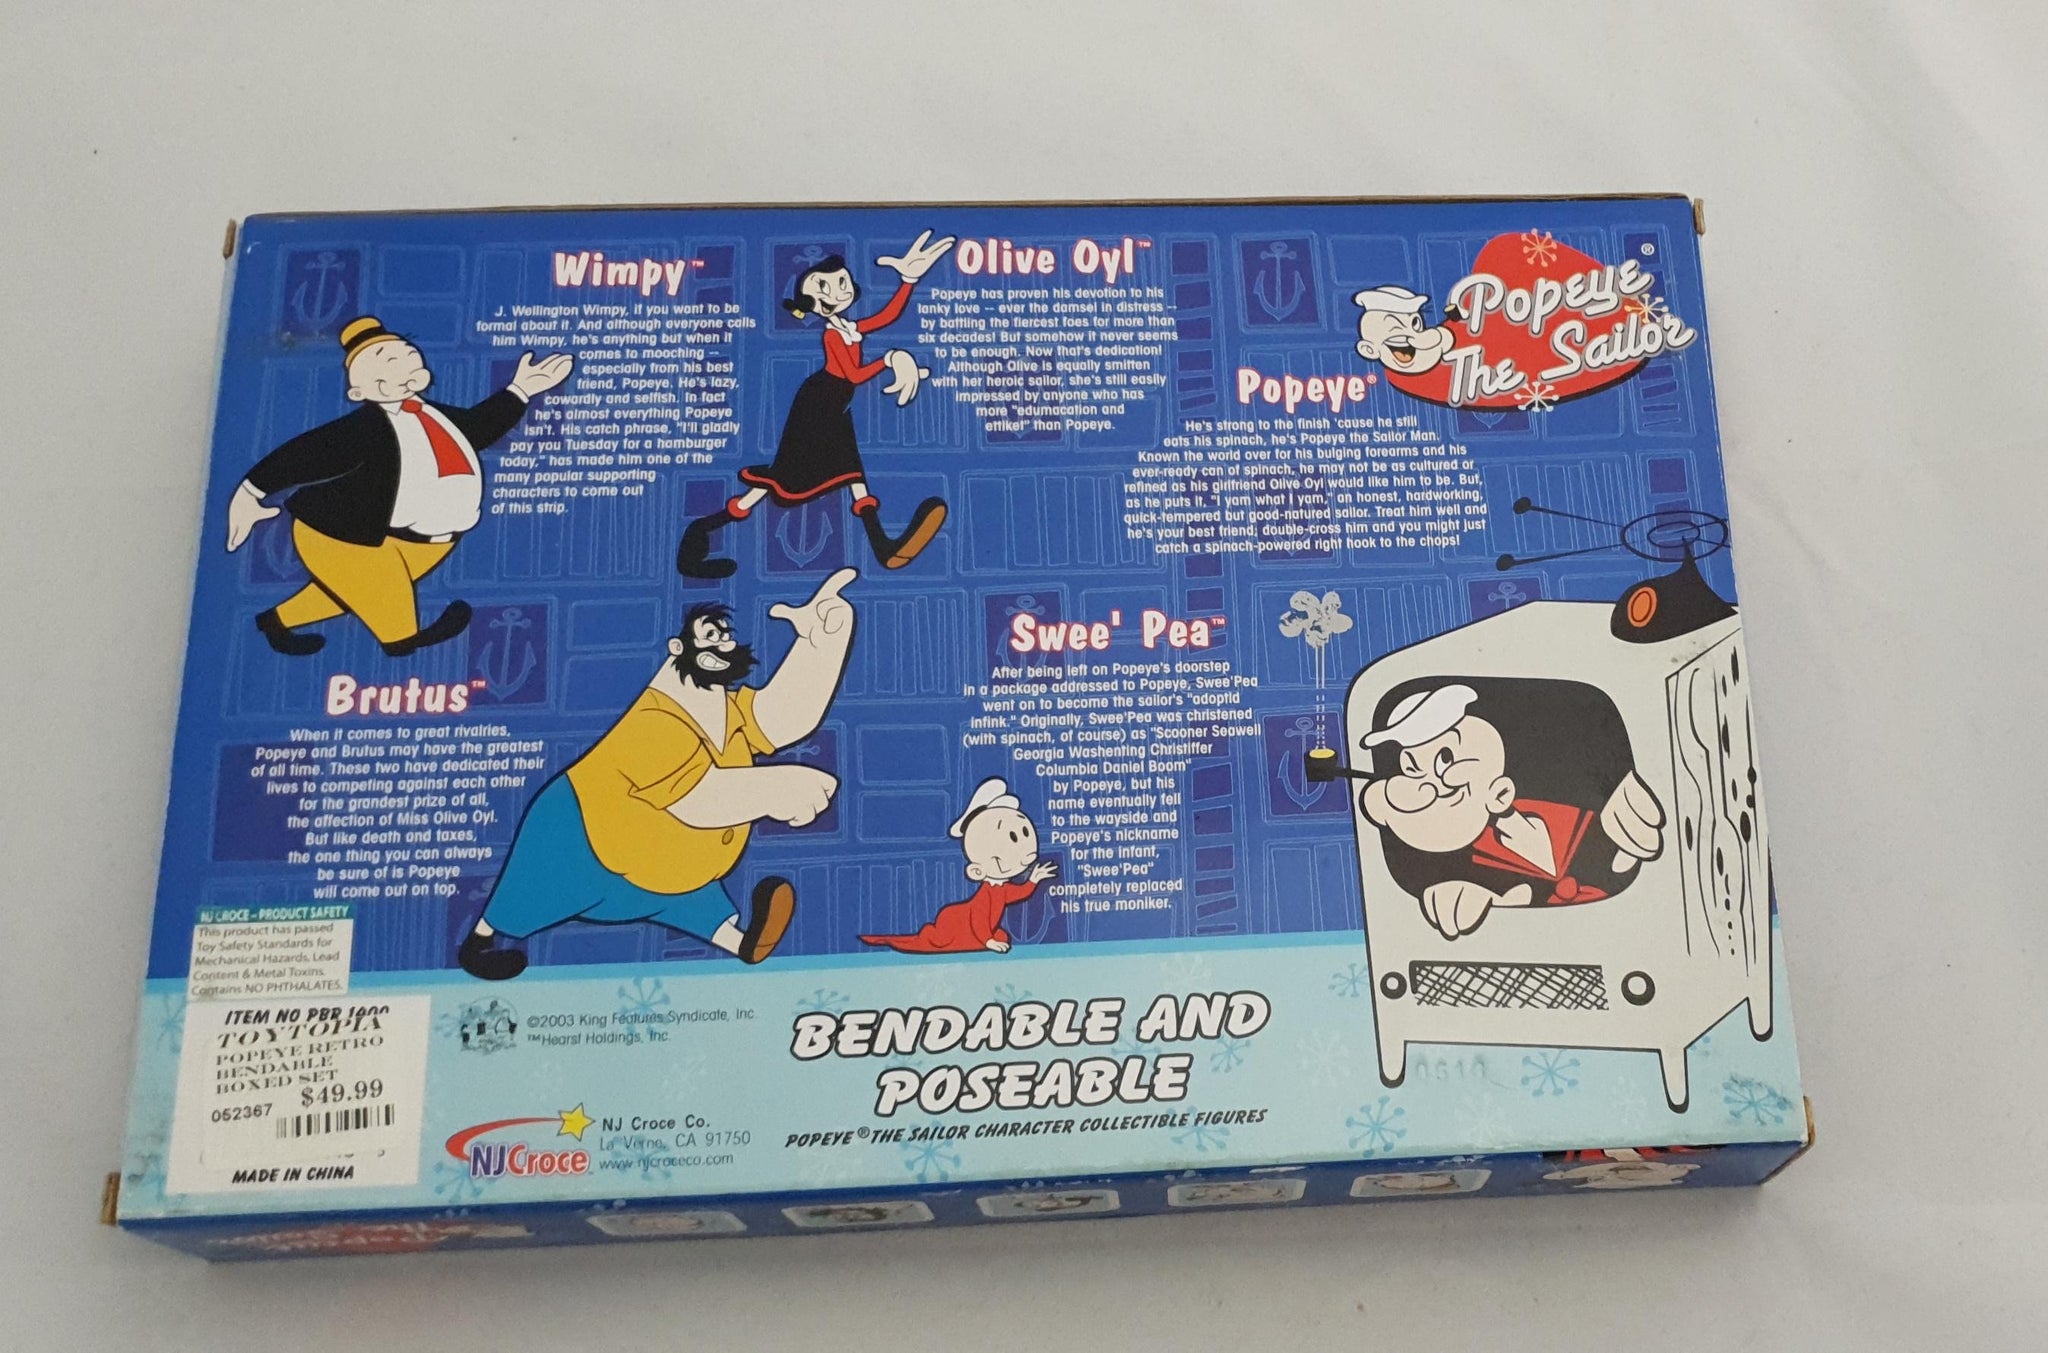 Wimpy™
J. Wellington Wimpy, if you want to be
formal about it. And although everyone calls
him Wimpy, he's anything but when it
comes to mooching --
especially from his best
friend, Popeye. He's lazy,
cowardly and selfish. In fact
he's almost everything Popeye
isn't. His catch phrase, "I'll gladly
pay you Tuesday for a hamburger
today," has made him one of the
many popular supporting
characters to come out
of this strip.
Olive Oyl™
Popeye has proven his devotion to his
lanky love -- ever the damsel in distress --
by battling the fiercest foes for more than
six decades! But somehow it never seems
to be enough. Now that's dedication!
Although Olive is equally smitten
with her heroic sailor, she's still easily
impressed by anyone who has
more "edumacation and
ettiket" than Popeye.
Popeye®
The Sailor
Popeye®
He's strong to the finish 'cause he still
eats his spinach, he's Popeye the Sailor Man.
Known the world over for his bulging forearms and his
ever-ready can of spinach, he may not be as cultured or
refined as his girlfriend Olive Oyl would like him to be. But,
as he puts it, "I yam what I yam," an honest, hardworking,
quick-tempered but good-natured sailor. Treat him well and
he's your best friend; double-cross him and you might just
catch a spinach-powered right hook to the chops!
Brutus™
When it comes to great rivalries,
Popeye and Brutus may have the greatest
of all time. These two have dedicated their
lives to competing against each other
for the grandest prize of all,
the affection of Miss Olive Oyl.
But like death and taxes,
the one thing you can always
be sure of is Popeye
will come out on top.
Swee' Pea™
After being left on Popeye's doorstep
in a package addressed to Popeye, Swee'Pea
went on to become the sailor's "adoptid
infink." Originally, Swee'Pea was christened
(with spinach, of course) as "Scooner Seawell
Georgia Washenting Christiffer
Columbia Daniel Boom"
by Popeye, but his
name eventually fell
to the wayside and
Popeye's nickname
for the infant,
"Swee'Pea"
completely replaced
his true moniker.
NJ CROCE - PRODUCT SAFETY
This product has passed
Toy Safety Standards for
Mechanical Hazards, Lead
Content & Metal Toxins.
Contains NO PHTHALATES.
ITEM NO PBR
TOYTOPIA
POPEYE RETRO
BENDABLE
BOXED SET
$49.99
052367
MADE IN CHINA
©2003 King Features Syndicate, Inc.
™Hearst Holdings, Inc.
NJCroce
NJ Croce Co.
La Verne, CA 91750
www.njcroceco.com
BENDABLE AND
POSEABLE
POPEYE® THE SAILOR CHARACTER COLLECTIBLE FIGURES
0610